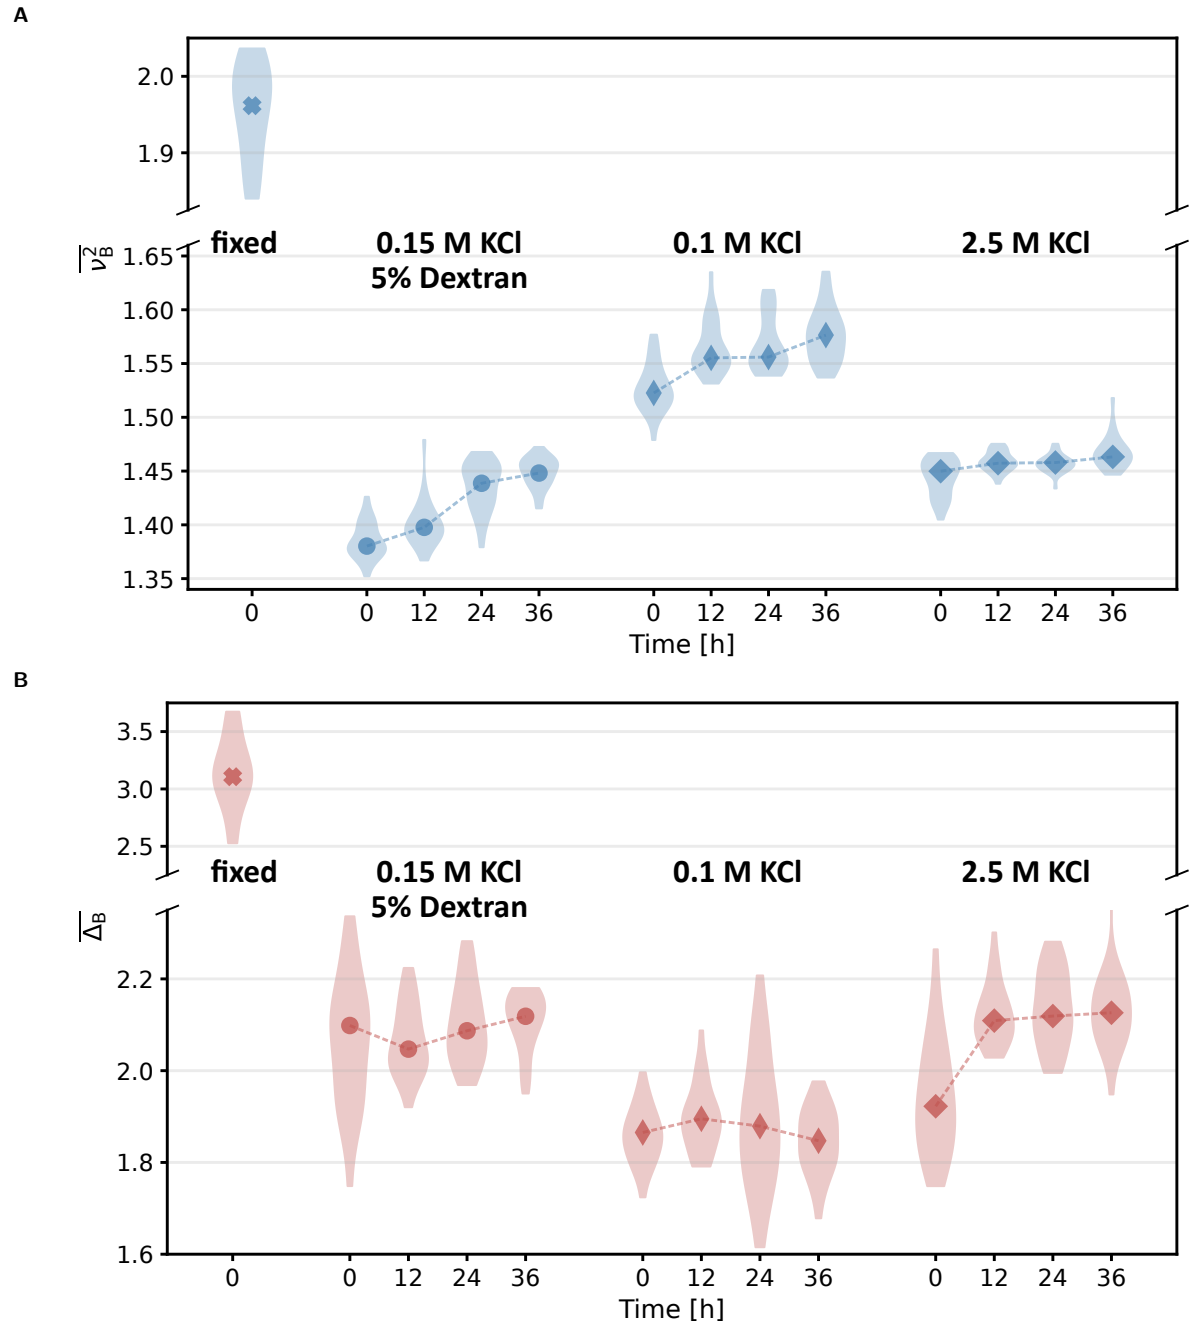 A
2.0
1.9
fixed 0.15 M KCl 0.1 M KCl 2.5 M KCl
5% Dextran
1.65
1.60
1.55
1.50
1.45
1.40
1.35
ν_B^2
0 0 12 24 36 0 12 24 36 0 12 24 36
Time [h]
B
3.5
3.0
2.5
fixed 0.15 M KCl 0.1 M KCl 2.5 M KCl
5% Dextran
Δ_B
2.2
2.0
1.8
1.6
0 0 12 24 36 0 12 24 36 0 12 24 36
Time [h]